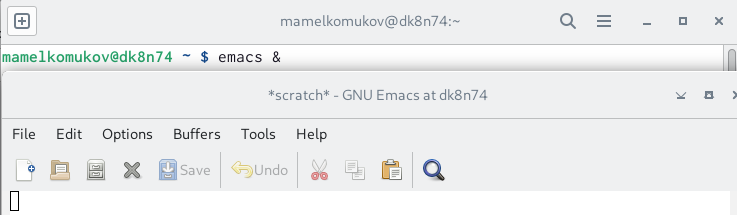 mamelkomukov@dk8n74:~
mamelkomukov@dk8n74 ~ $ emacs &
*scratch* - GNU Emacs at dk8n74
File Edit Options Buffers Tools Help
Save Undo